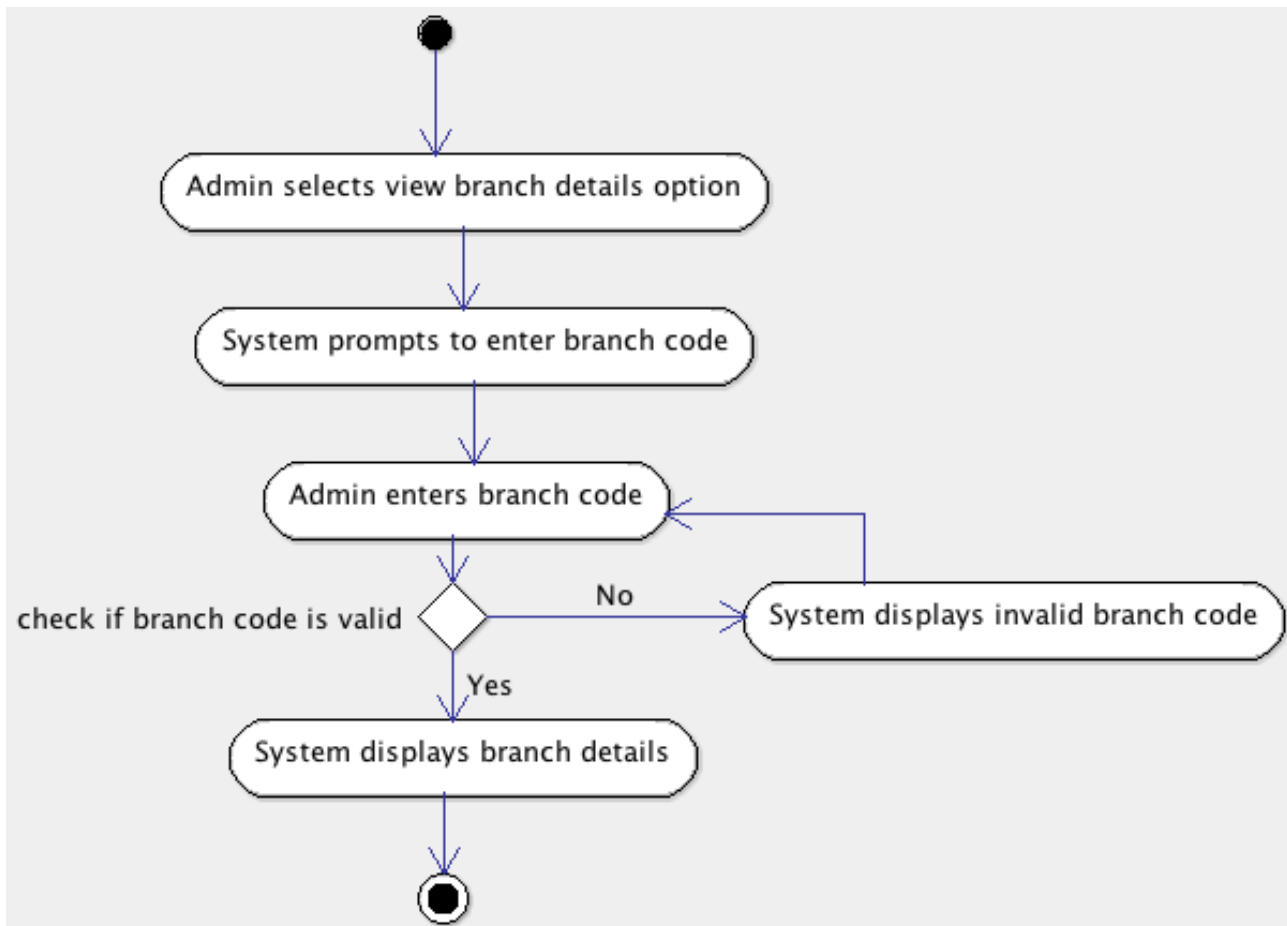 Admin selects view branch details option
System prompts to enter branch code
Admin enters branch code
No
check if branch code is valid
System displays invalid branch code
Yes
System displays branch details